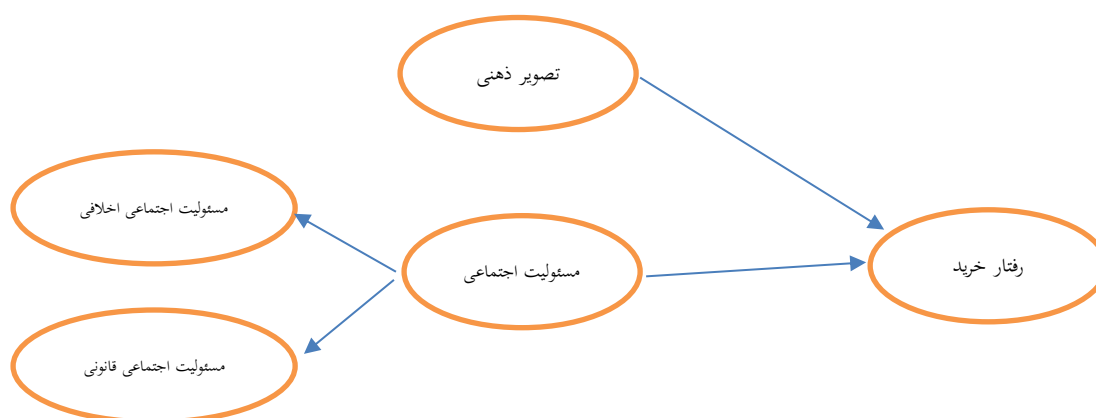 تصویر ذهنی
مسئولیت اجتماعی اخلاقی
مسئولیت اجتماعی
رفتار خرید
مسئولیت اجتماعی قانونی